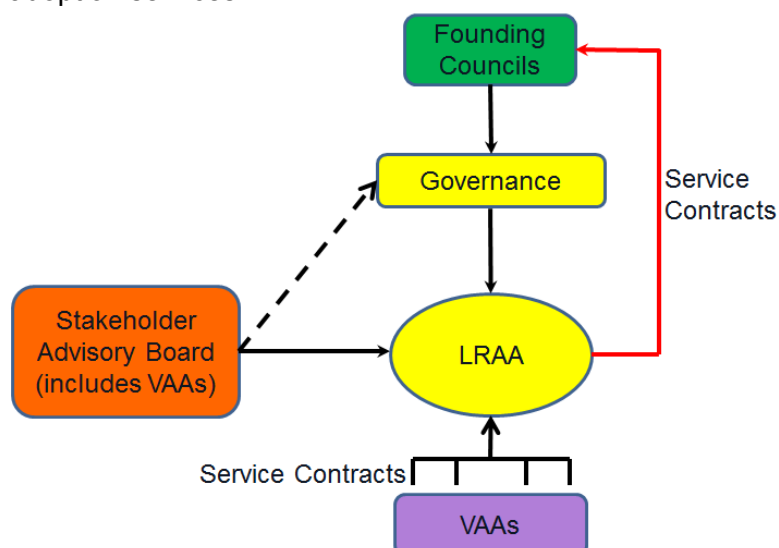 Founding
Councils
Governance
Service
Contracts
Stakeholder
Advisory Board
(includes VAAs)
LRAA
Service Contracts
VAAs